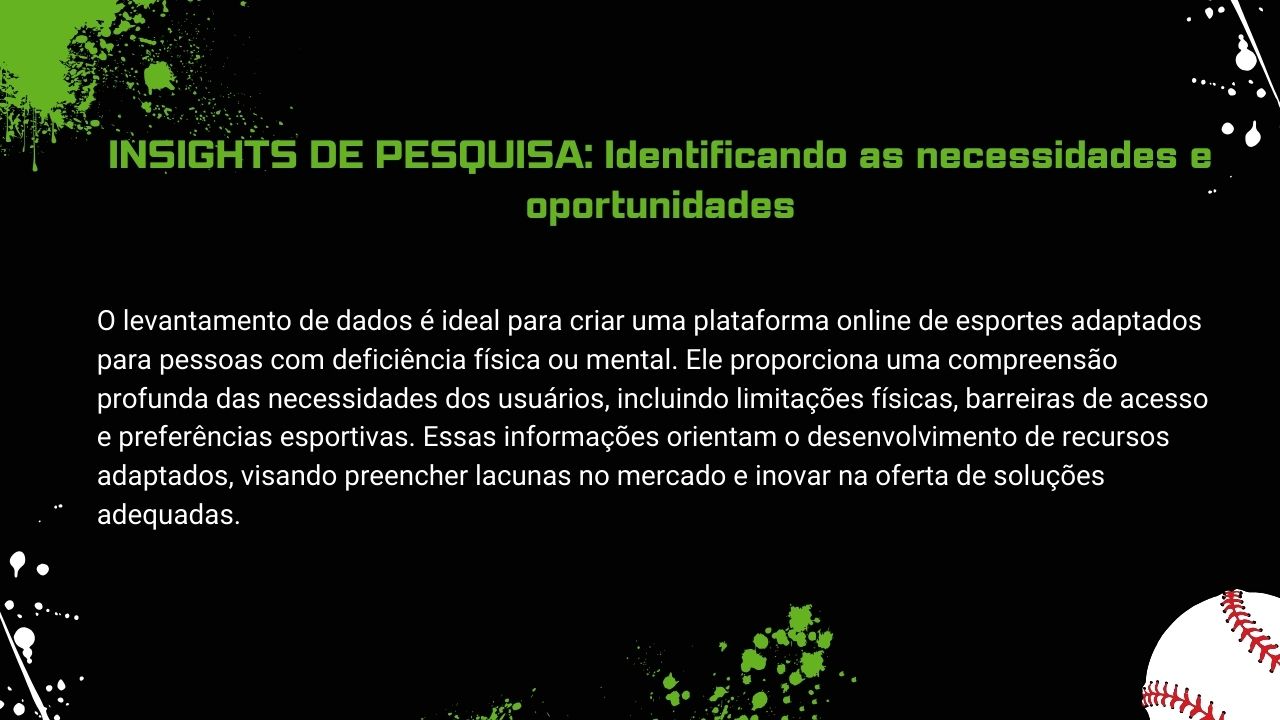 INSIGHTS DE PESQUISA: Identificando as necessidades e
oportunidades
O levantamento de dados é ideal para criar uma plataforma online de esportes adaptados
para pessoas com deficiência física ou mental. Ele proporciona uma compreensão
profunda das necessidades dos usuários, incluindo limitações físicas, barreiras de acesso
e preferências esportivas. Essas informações orientam o desenvolvimento de recursos
adaptados, visando preencher lacunas no mercado e inovar na oferta de soluções
adequadas.